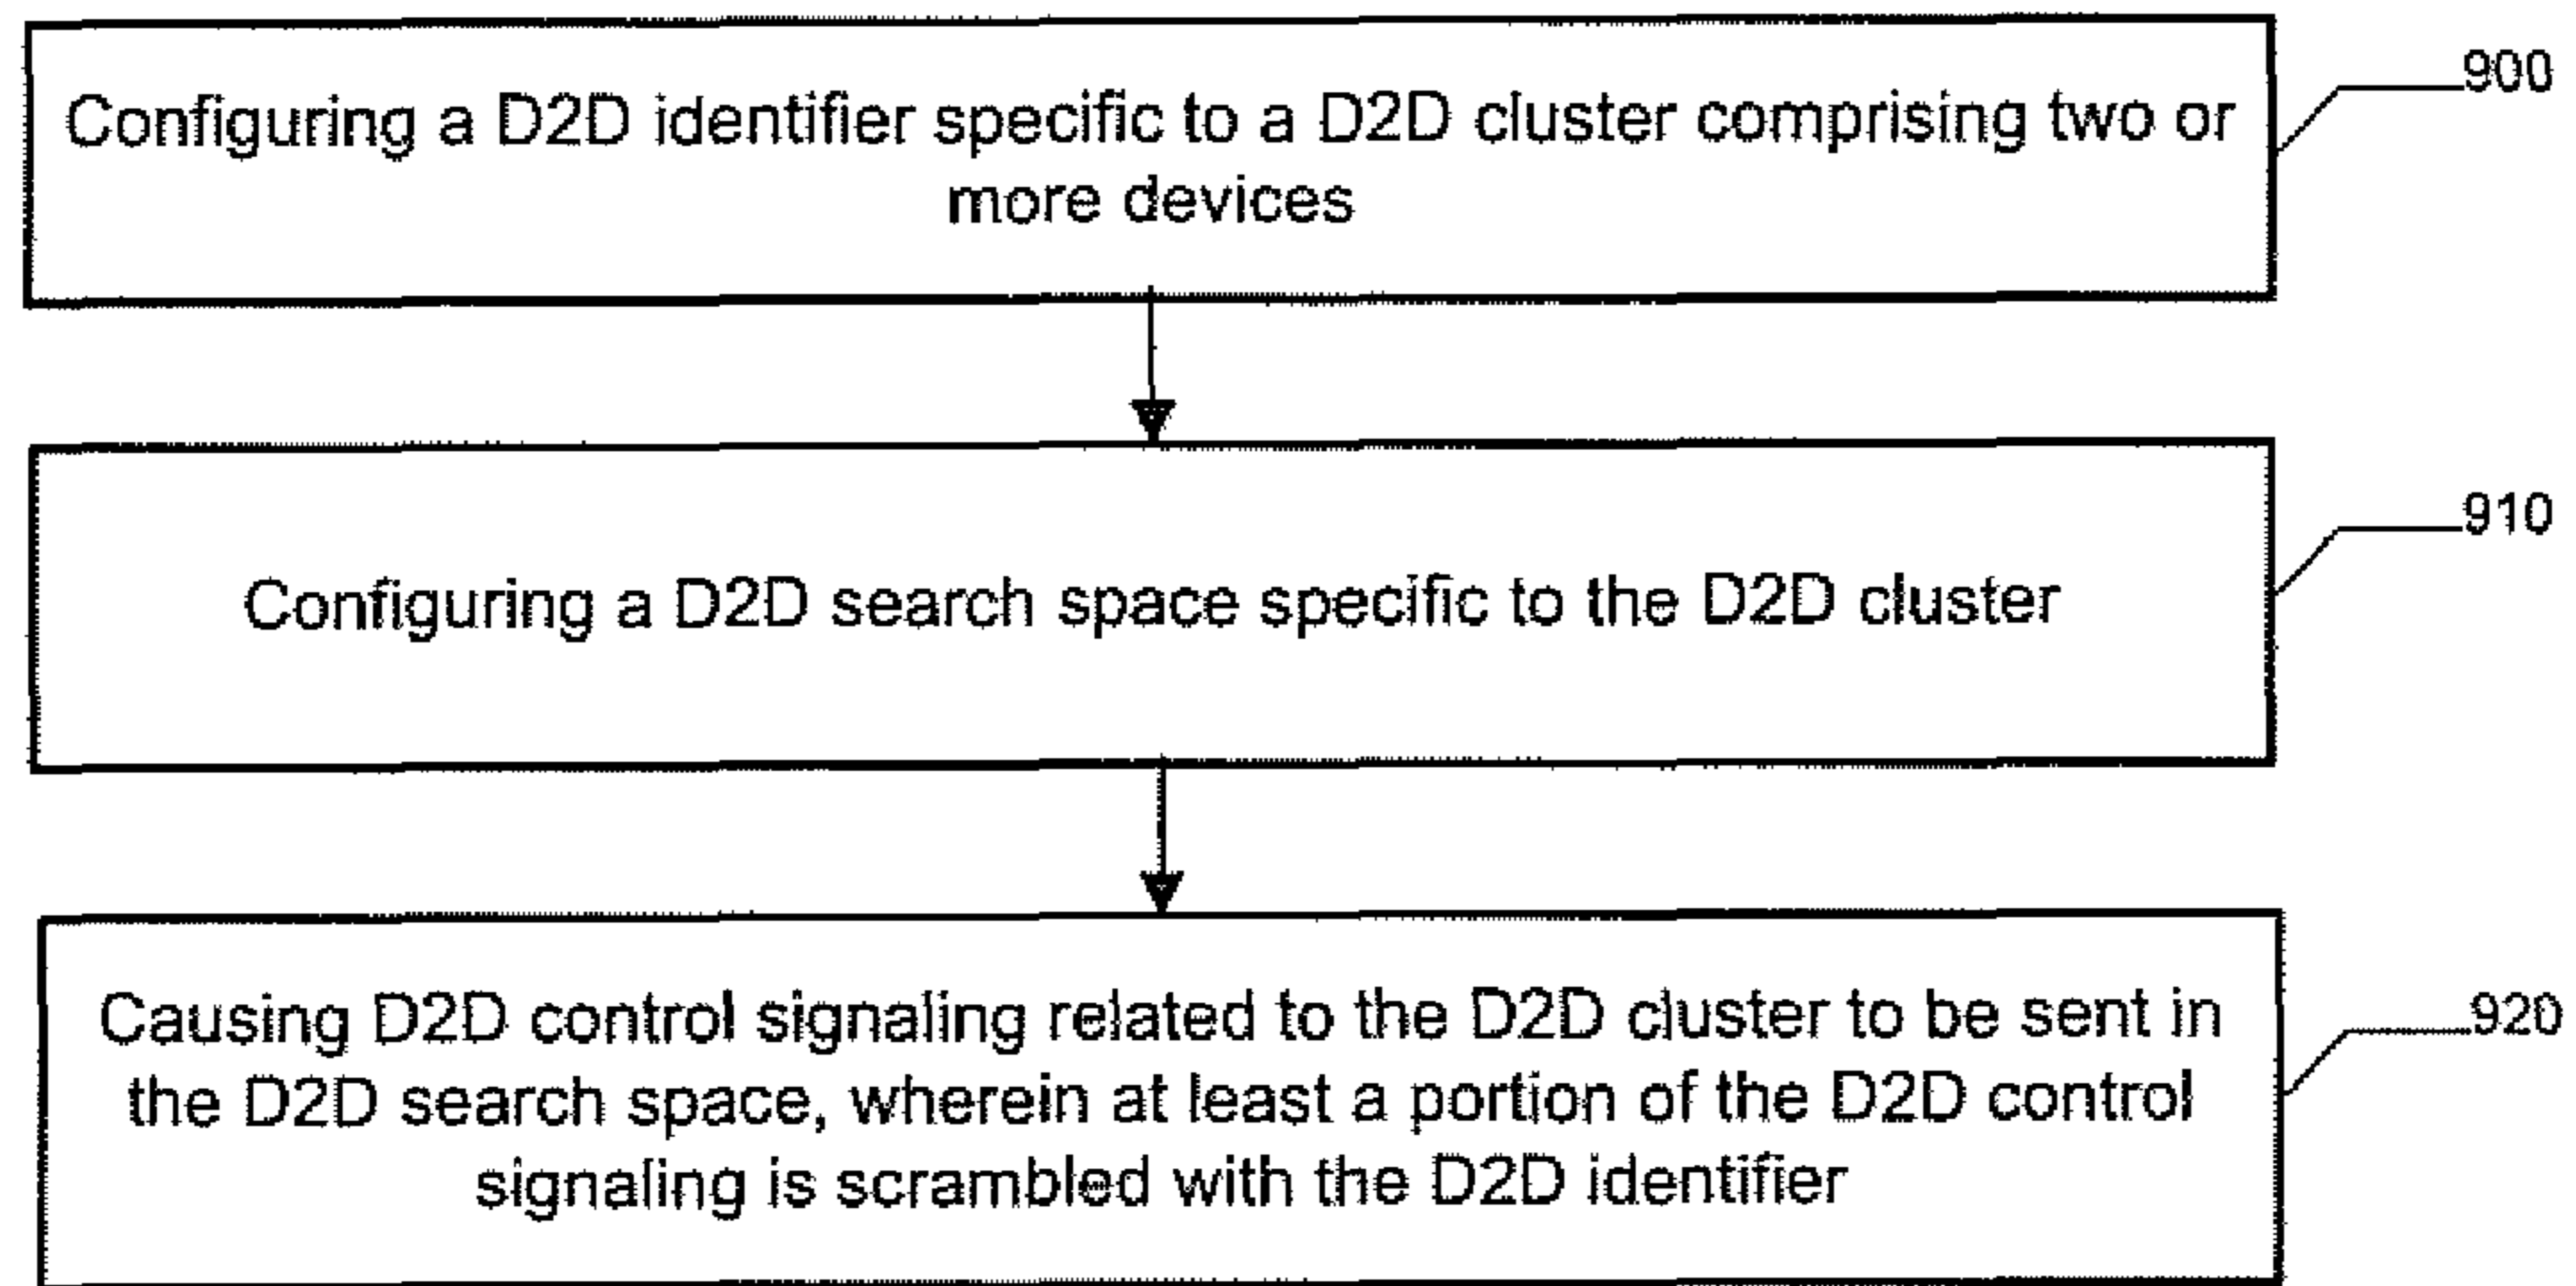 Configuring a D2D identifier specific to a D2D cluster comprising two or
more devices
900
Configuring a D2D search space specific to the D2D cluster
910
Causing D2D control signaling related to the D2D cluster to be sent in
the D2D search space, wherein at least a portion of the D2D control
signaling is scrambled with the D2D identifier
920